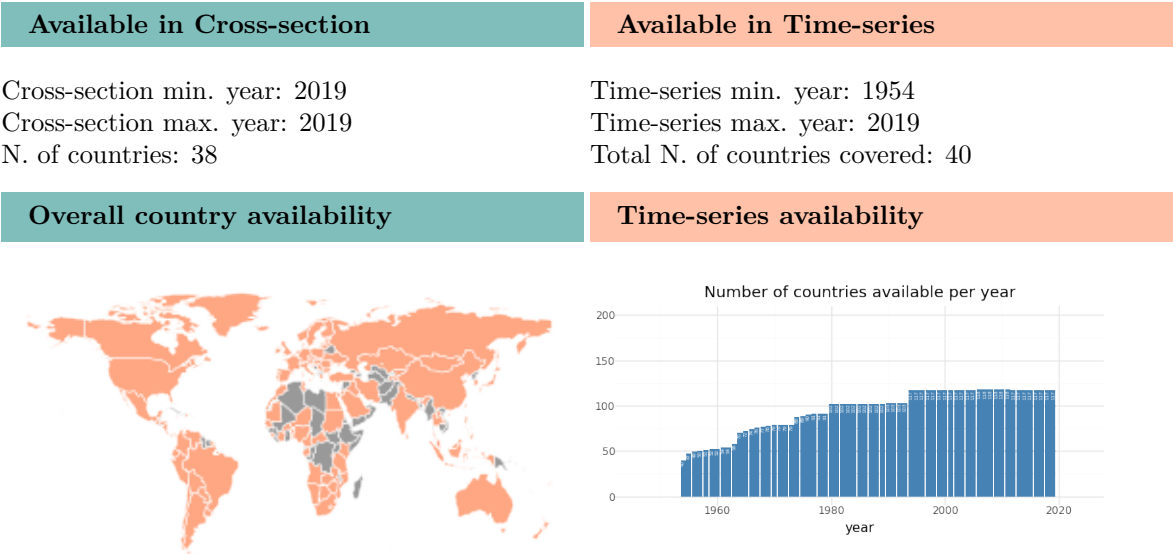 Available in Cross-section
Available in Time-series
Cross-section min. year: 2019
Cross-section max. year: 2019
N. of countries: 38
Time-series min. year: 1954
Time-series max. year: 2019
Total N. of countries covered: 40
Overall country availability
Time-series availability
Number of countries available per year
200
150
100
50
0
1960
1980
2000
2020
year